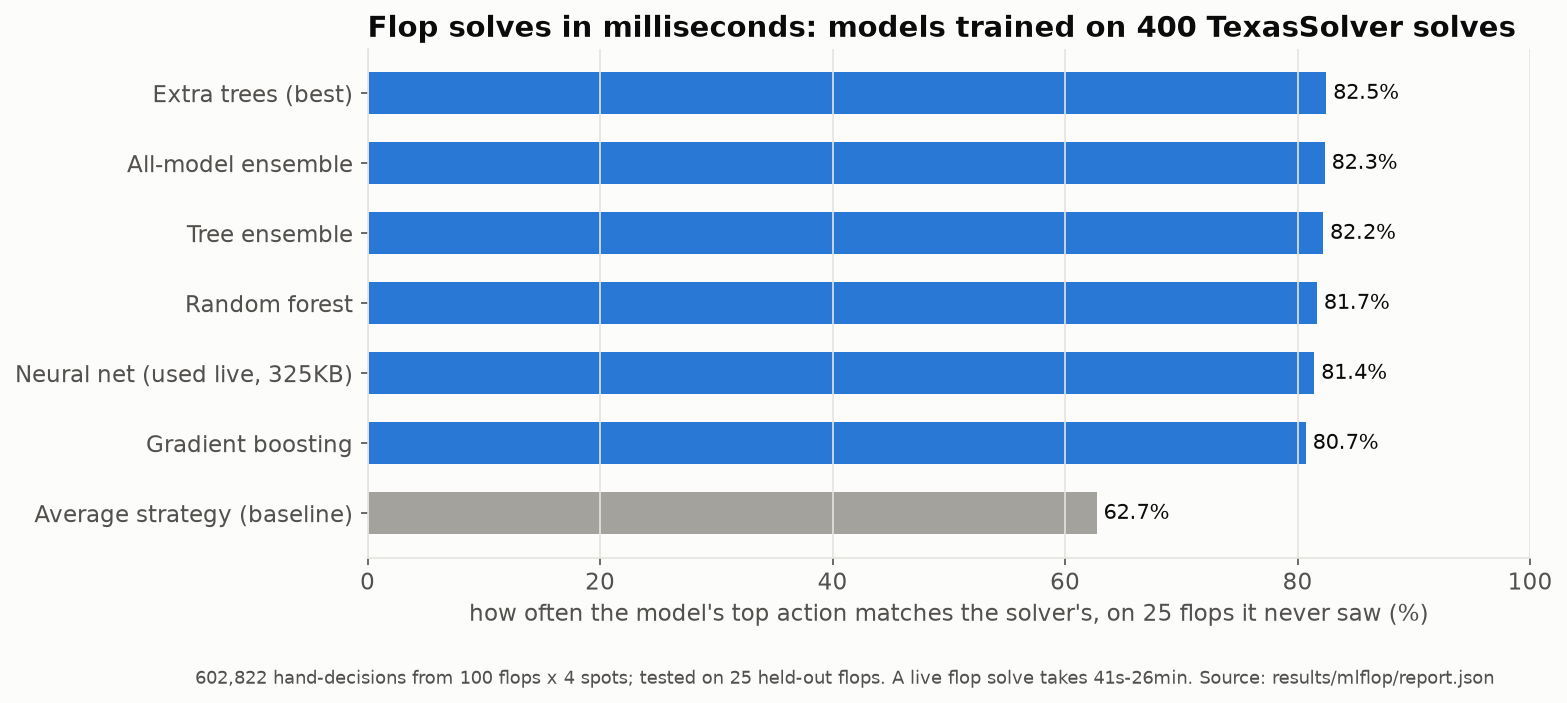 Flop solves in milliseconds: models trained on 400 TexasSolver solves
Extra trees (best)
82.5%
All-model ensemble
82.3%
Tree ensemble
82.2%
Random forest
81.7%
Neural net (used live, 325KB)
81.4%
Gradient boosting
80.7%
Average strategy (baseline)
62.7%
0 20 40 60 80 100
how often the model's top action matches the solver's, on 25 flops it never saw (%)
602,822 hand-decisions from 100 flops x 4 spots; tested on 25 held-out flops. A live flop solve takes 41s-26min. Source: results/mlflop/report.json